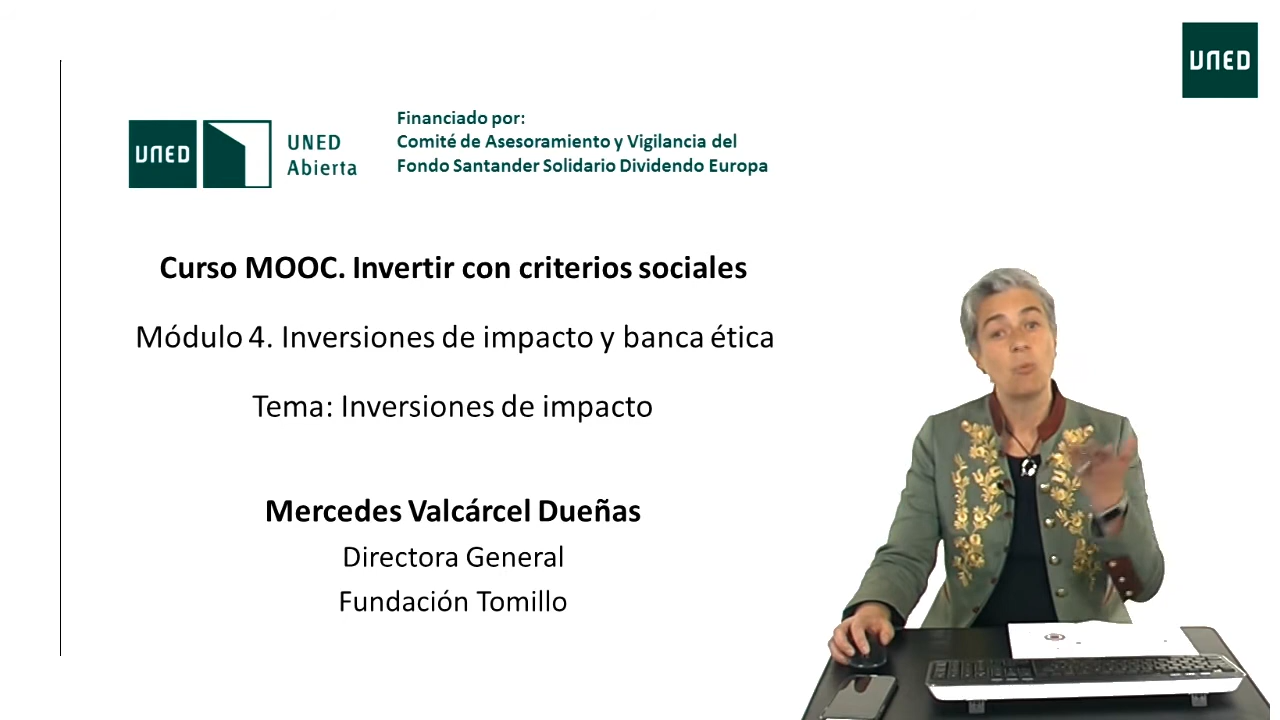 UNED
UNED
UNED
Abierta
Financiado por:
Comité de Asesoramiento y Vigilancia del
Fondo Santander Solidario Dividendo Europa
Curso MOOC. Invertir con criterios sociales
Módulo 4. Inversiones de impacto y banca ética
Tema: Inversiones de impacto
Mercedes Valcárcel Dueñas
Directora General
Fundación Tomillo